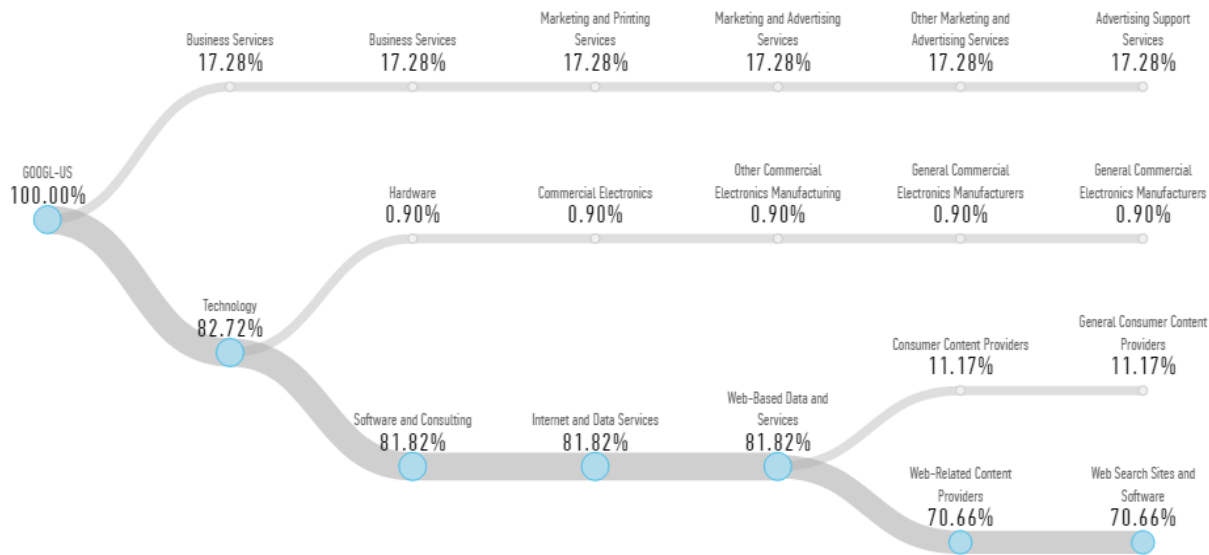 Business Services
17.28%
Business Services
17.28%
Marketing and Printing
Services
17.28%
Marketing and Advertising
Services
17.28%
Other Marketing and
Advertising Services
17.28%
Advertising Support
Services
17.28%
GOOGL-US
100.00%
Hardware
0.90%
Commercial Electronics
0.90%
Other Commercial
Electronics Manufacturing
0.90%
General Commercial
Electronics Manufacturers
0.90%
General Commercial
Electronics Manufacturers
0.90%
Technology
82.72%
Consumer Content Providers
11.17%
General Consumer Content
Providers
11.17%
Software and Consulting
81.82%
Internet and Data Services
81.82%
Web-Based Data and
Services
81.82%
Web-Related Content
Providers
70.66%
Web Search Sites and
Software
70.66%